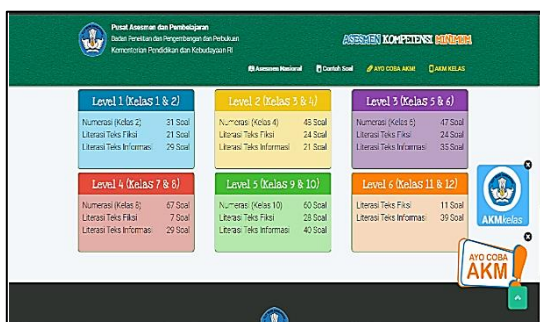 Pusat Asesmen dan Pembelajaran
Badan Penelitian dan Pengembangan dan Perbukuan
Kementerian Pendidikan dan Kebudayaan RI
ASESMEN KOMPETENSI MINIMUM
Asesmen Nasional Contoh Soal AYO COBA AKM! AKM KELAS
Level 1 (Kelas 1 & 2)
Numerasi (Kelas 2) 31 Soal
Literasi Teks Fiksi 21 Soal
Literasi Teks Informasi 29 Soal
Level 2 (Kelas 3 & 4)
Numerasi (Kelas 4) 45 Soal
Literasi Teks Fiksi 24 Soal
Literasi Teks Informasi 21 Soal
Level 3 (Kelas 5 & 6)
Numerasi (Kelas 6) 47 Soal
Literasi Teks Fiksi 24 Soal
Literasi Teks Informasi 35 Soal
Level 4 (Kelas 7 & 8)
Numerasi (Kelas 8) 67 Soal
Literasi Teks Fiksi 7 Soal
Literasi Teks Informasi 29 Soal
Level 5 (Kelas 9 & 10)
Numerasi (Kelas 10) 60 Soal
Literasi Teks Fiksi 28 Soal
Literasi Teks Informasi 40 Soal
Level 6 (Kelas 11 & 12)
Literasi Teks Fiksi 11 Soal
Literasi Teks Informasi 39 Soal
AKMkelas
AYO COBA
AKM